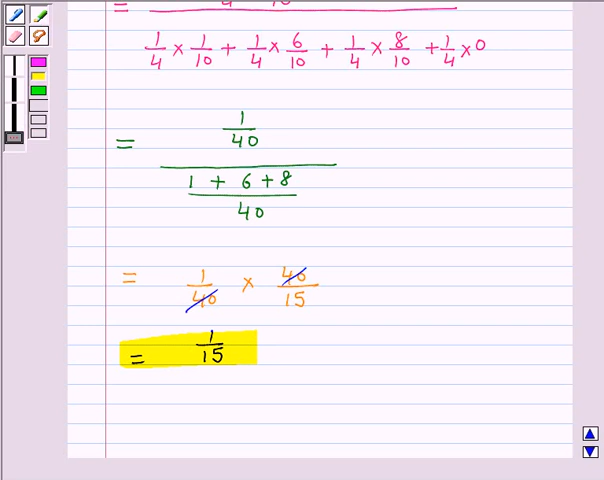 =
1/4 × 1/10 + 1/4 × 6/10 + 1/4 × 8/10 + 1/4 × 0
= 1/40
1 + 6 + 8
40
= 1/40 × 40/15
= 1/15